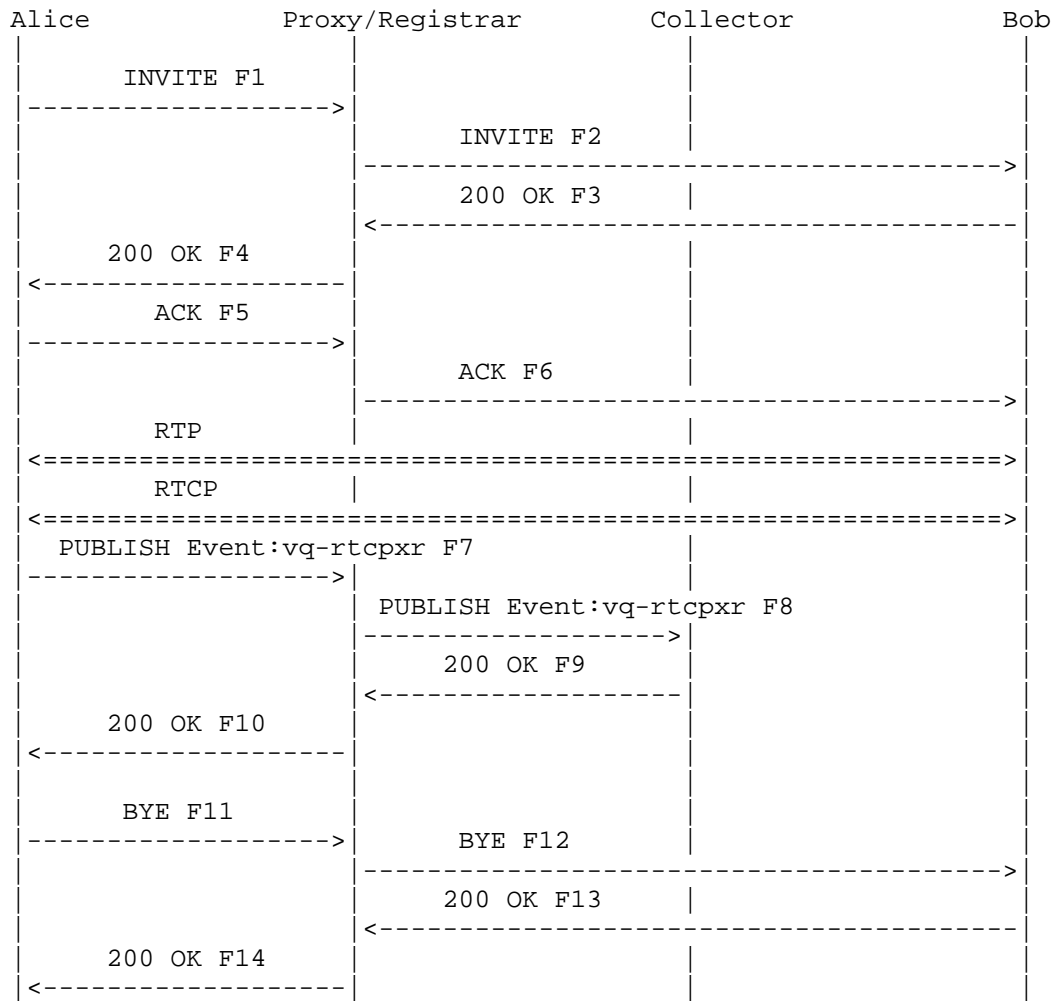 Alice Proxy/Registrar Collector Bob
INVITE F1
INVITE F2
200 OK F3
200 OK F4
ACK F5
ACK F6
RTP
RTCP
PUBLISH Event:vq-rtcpxr F7
PUBLISH Event:vq-rtcpxr F8
200 OK F9
200 OK F10
BYE F11
BYE F12
200 OK F13
200 OK F14